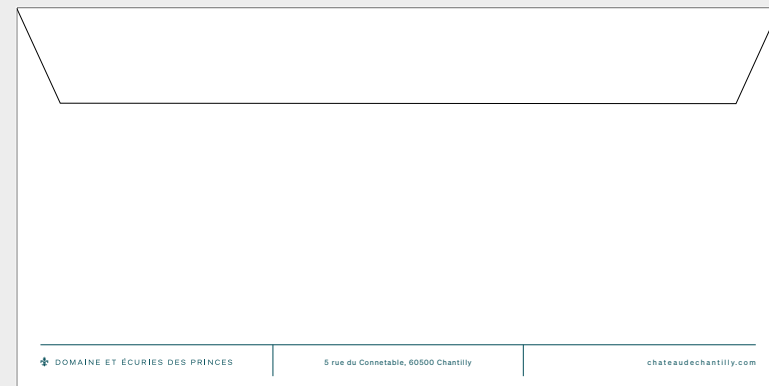 DOMAINE ET ÉCURIES DES PRINCES
5 rue du Connetable, 60500 Chantilly
chateaudechantilly.com